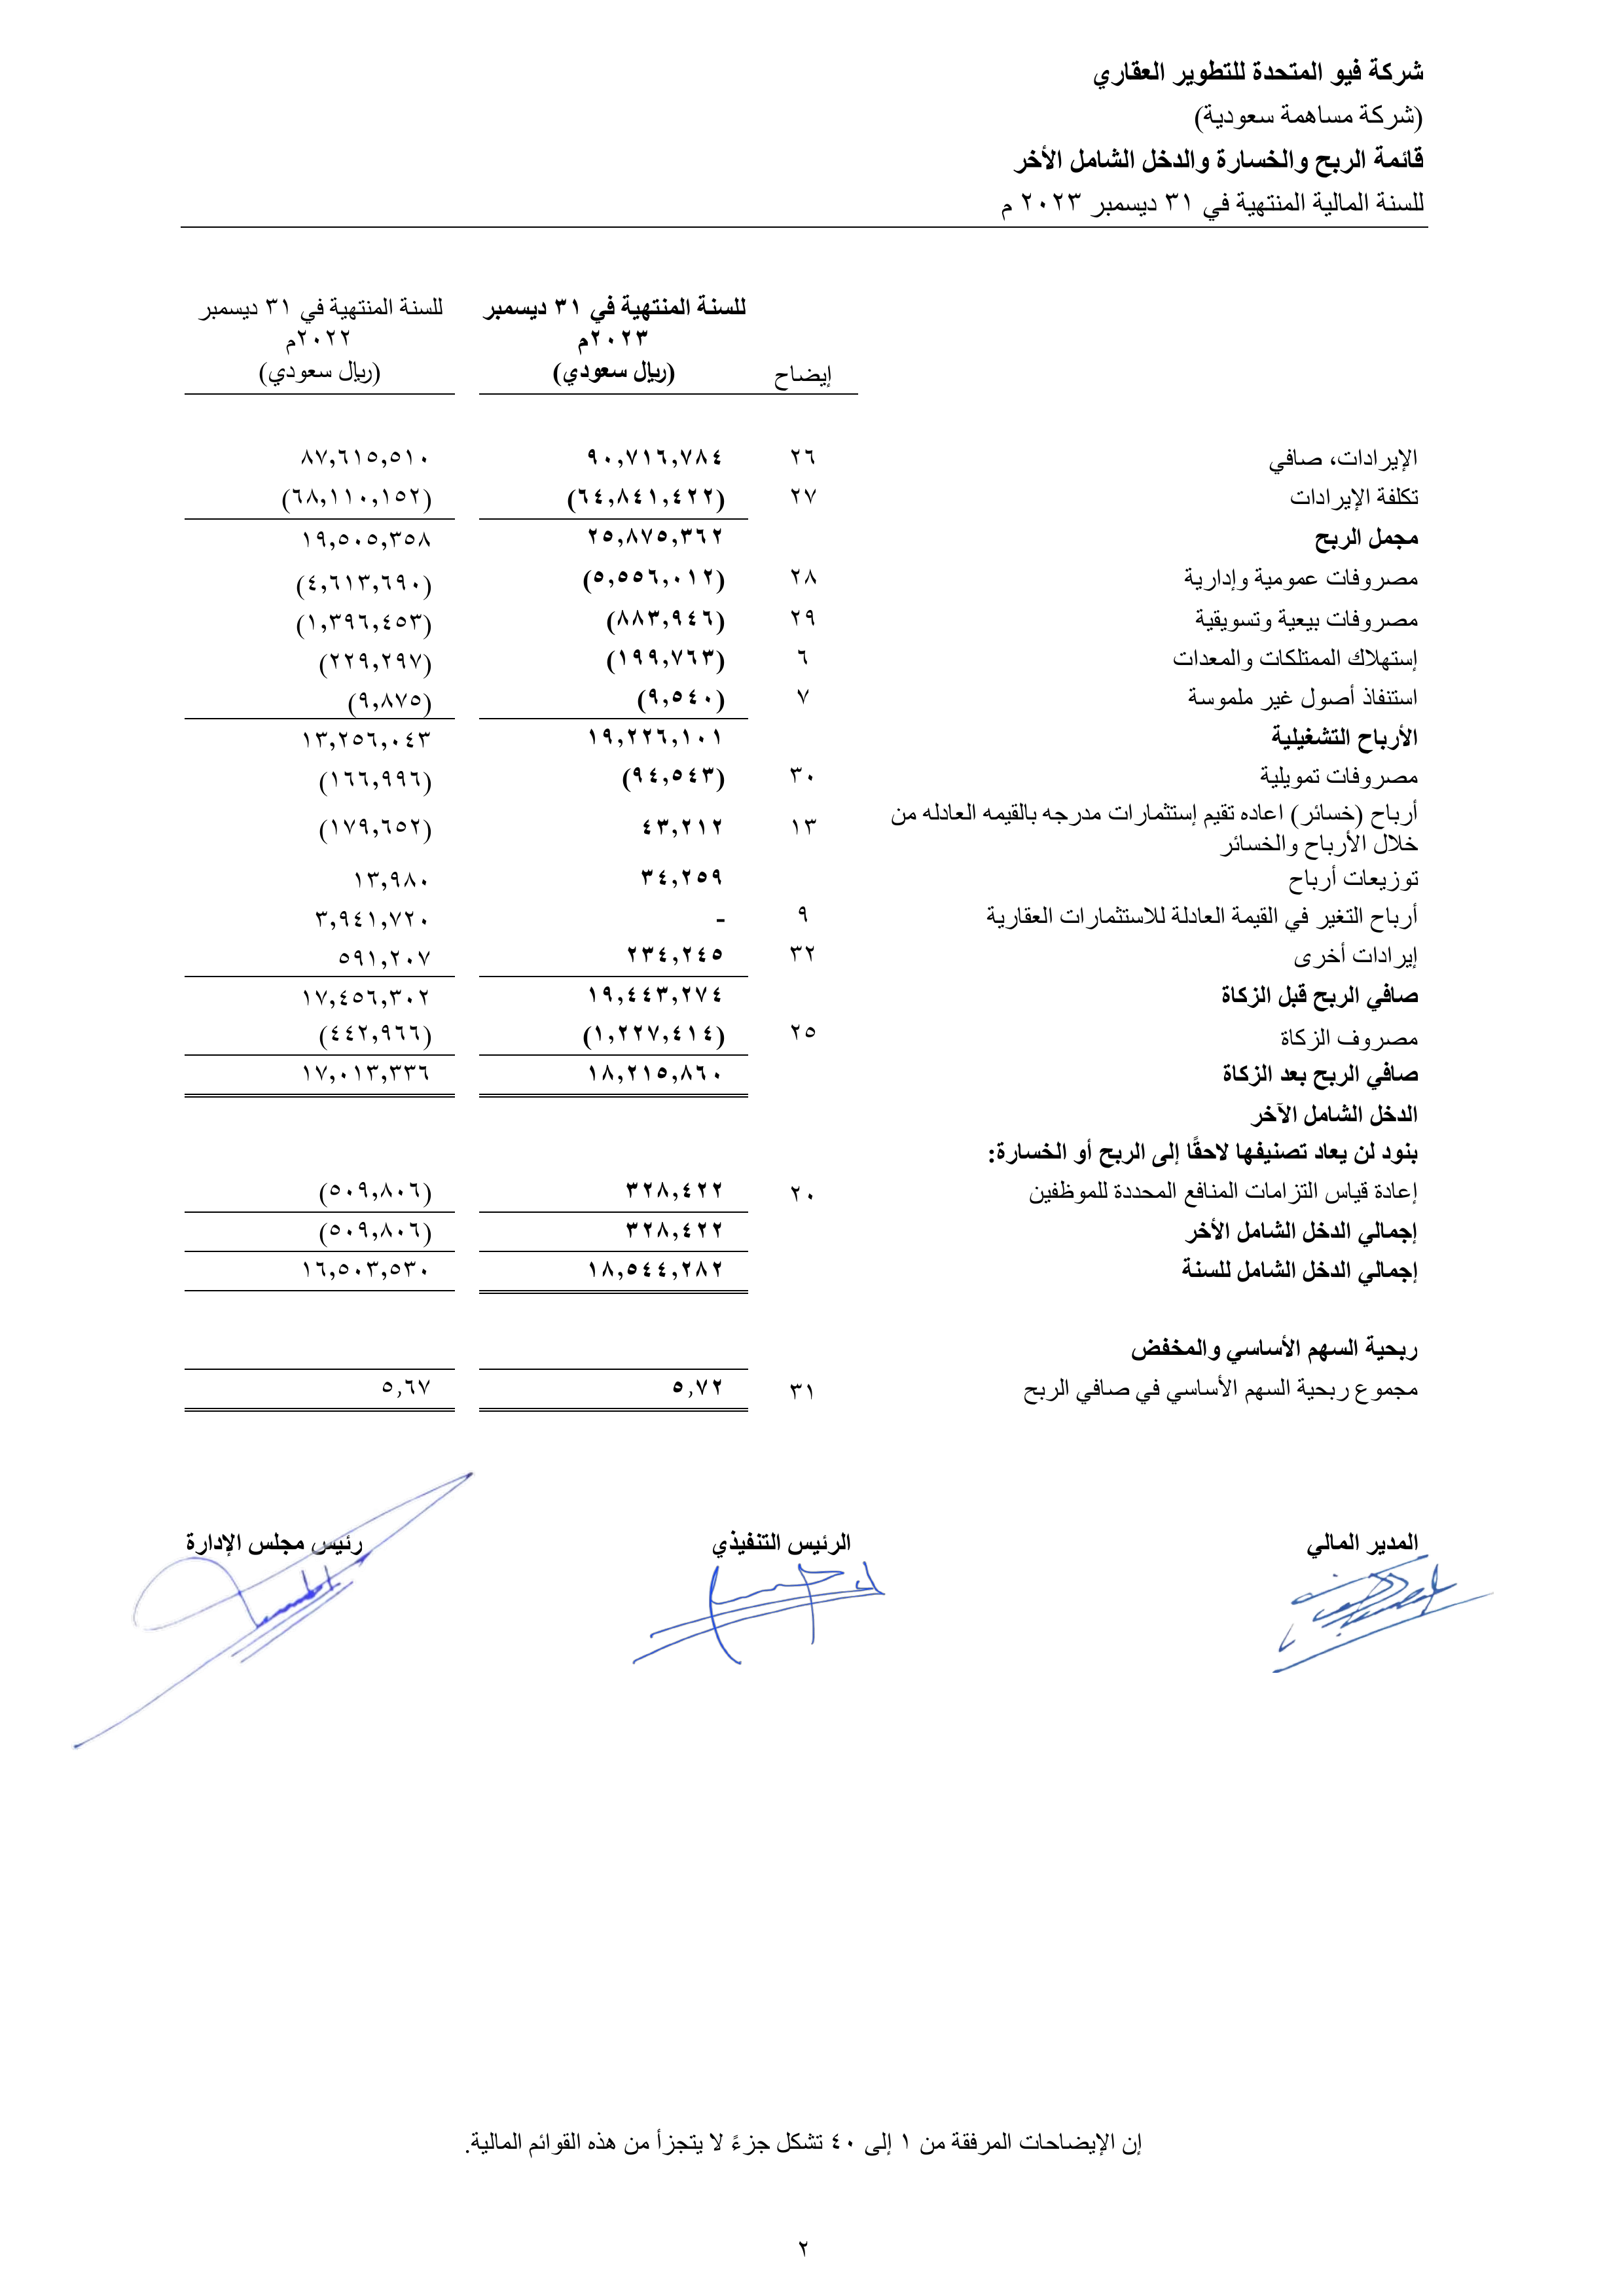 شركة فيو المتحدة للتطوير العقاري
(شركة مساهمة سعودية)
قائمة الربح والخسارة والدخل الشامل الأخر
للسنة المالية المنتهية في ٣١ ديسمبر ٢٠٢٣ م
للسنة المنتهية في ٣١ ديسمبر للسنة المنتهية في ٣١ ديسمبر
٢٠٢٣م ٢٠٢٢م
إيضاح (ريال سعودي) (ريال سعودي)
الإيرادات، صافي ٢٦ ٩٠,٧١٦,٧٨٤ ٨٧,٦١٥,٥١٠
تكلفة الإيرادات ٢٧ (٦٤,٨٤١,٤٢٢) (٦٨,١١٠,١٥٢)
مجمل الربح ٢٥,٨٧٥,٣٦٢ ١٩,٥٠٥,٣٥٨
مصروفات عمومية وإدارية ٢٨ (٥,٥٥٦,٠١٢) (٤,٦١٣,٦٩٠)
مصروفات بيعية وتسويقية ٢٩ (٨٨٣,٩٤٦) (١,٣٩٦,٤٥٣)
إستهلاك الممتلكات والمعدات ٦ (١٩٩,٧٦٣) (٢٢٩,٢٩٧)
استنفاذ أصول غير ملموسة ٧ (٩,٥٤٠) (٩,٨٧٥)
الأرباح التشغيلية ١٩,٢٢٦,١٠١ ١٣,٢٥٦,٠٤٣
مصروفات تمويلية ٣٠ (٩٤,٥٤٣) (١٦٦,٩٩٦)
أرباح (خسائر) اعاده تقيم إستثمارات مدرجه بالقيمه العادله من
خلال الأرباح والخسائر ١٣ ٤٣,٢١٢ (١٧٩,٦٥٢)
توزيعات أرباح ٣٤,٢٥٩ ١٣,٩٨٠
أرباح التغير في القيمة العادلة للاستثمارات العقارية ٩ - ٣,٩٤١,٧٢٠
إيرادات أخرى ٣٢ ٢٣٤,٢٤٥ ٥٩١,٢٠٧
صافي الربح قبل الزكاة ١٩,٤٤٣,٢٧٤ ١٧,٤٥٦,٣٠٢
مصروف الزكاة ٢٥ (١,٢٢٧,٤١٤) (٤٤٢,٩٦٦)
صافي الربح بعد الزكاة ١٨,٢١٥,٨٦٠ ١٧,٠١٣,٣٣٦
الدخل الشامل الآخر
بنود لن يعاد تصنيفها لاحقًا إلى الربح أو الخسارة:
إعادة قياس التزامات المنافع المحددة للموظفين ٢٠ ٣٢٨,٤٢٢ (٥٠٩,٨٠٦)
إجمالي الدخل الشامل الأخر ٣٢٨,٤٢٢ (٥٠٩,٨٠٦)
إجمالي الدخل الشامل للسنة ١٨,٥٤٤,٢٨٢ ١٦,٥٠٣,٥٣٠
ربحية السهم الأساسي والمخفض
مجموع ربحية السهم الأساسي في صافي الربح ٣١ ٥,٧٢ ٥,٦٧
المدير المالي الرئيس التنفيذي رئيس مجلس الإدارة
إن الإيضاحات المرفقة من ١ إلى ٤٠ تشكل جزءً لا يتجزأ من هذه القوائم المالية.
٢